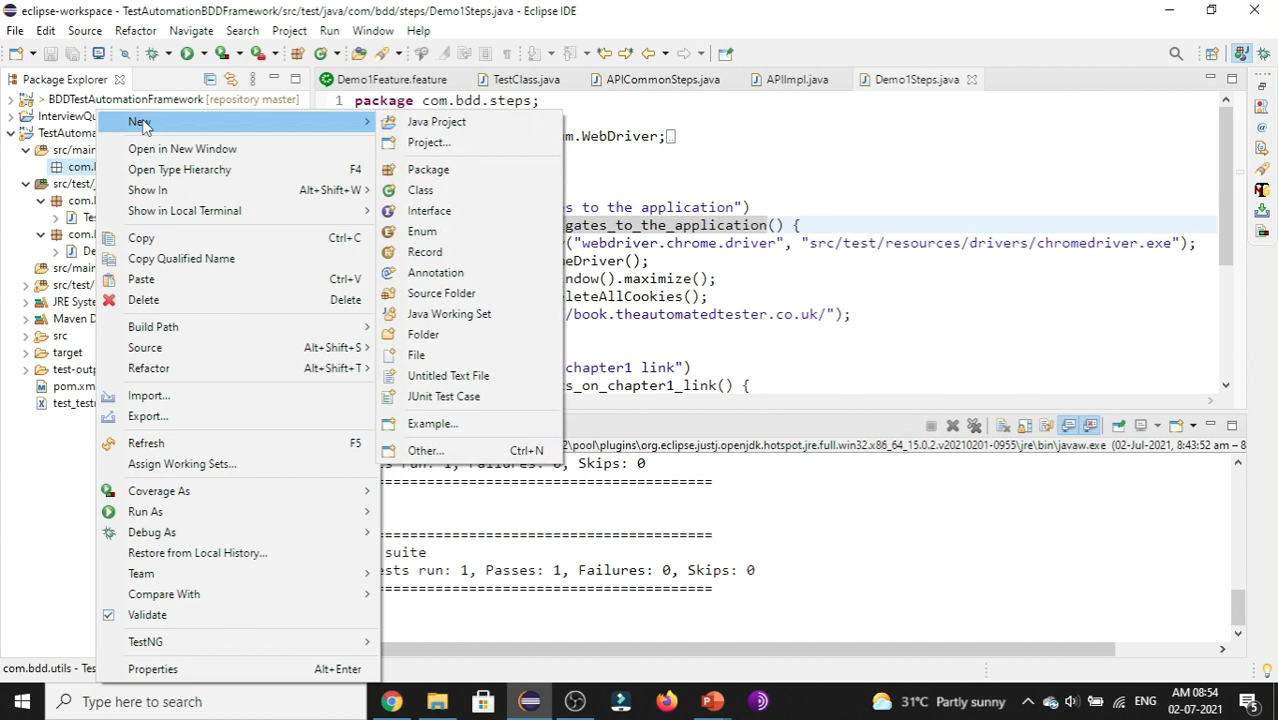 eclipse-workspace - TestAutomationBDDFramework/src/test/java/com/bdd/steps/Demo1Steps.java - Eclipse IDE
File Edit Source Refactor Navigate Search Project Run Window Help
Package Explorer
Demo1Feature.feature TestClass.java APICommonSteps.java APIImpl.java Demo1Steps.java
> BDDTestAutomationFramework [repository master]
InterviewQu
TestAutoma
src/main
com.b
src/test/j
com.b
Te
com.b
De
src/main
src/test/
JRE System
Maven D
src
target
test-outp
pom.xm
test_testn
New
Open in New Window
Open Type Hierarchy F4
Show In Alt+Shift+W >
Show in Local Terminal
Copy Ctrl+C
Copy Qualified Name
Paste Ctrl+V
Delete Delete
Build Path
Source Alt+Shift+S >
Refactor Alt+Shift+T >
Import...
Export...
Refresh F5
Assign Working Sets...
Coverage As
Run As
Debug As
Restore from Local History...
Team
Compare With
Validate
TestNG
Properties Alt+Enter
Java Project
Project...
Package
Class
Interface
Enum
Record
Annotation
Source Folder
Java Working Set
Folder
File
Untitled Text File
JUnit Test Case
Example...
Other... Ctrl+N
1 package com.bdd.steps;
m.WebDriver;
es to the application")
gates_to_the_application() {
("webdriver.chrome.driver", "src/test/resources/drivers/chromedriver.exe");
meDriver();
ndow().maximize();
leteAllCookies();
/book.theautomatedtester.co.uk/");
chapter1 link")
ks_on_chapter1_link() {
2\pool\plugins\org.eclipse.justj.openjdk.hotspot.jre.full.win32.x86_64_15.0.2.v20210201-0955\jre\bin\javaw.exe (02-Jul-2021, 8:43:52 am
ts run: 1, Failures: 0, Skips: 0
=========================================
=========================================
suite
ests run: 1, Passes: 1, Failures: 0, Skips: 0
=========================================
com.bdd.utils - Tes
Type here to search
31°C Partly sunny
ENG
AM 08:54
02-07-2021
5